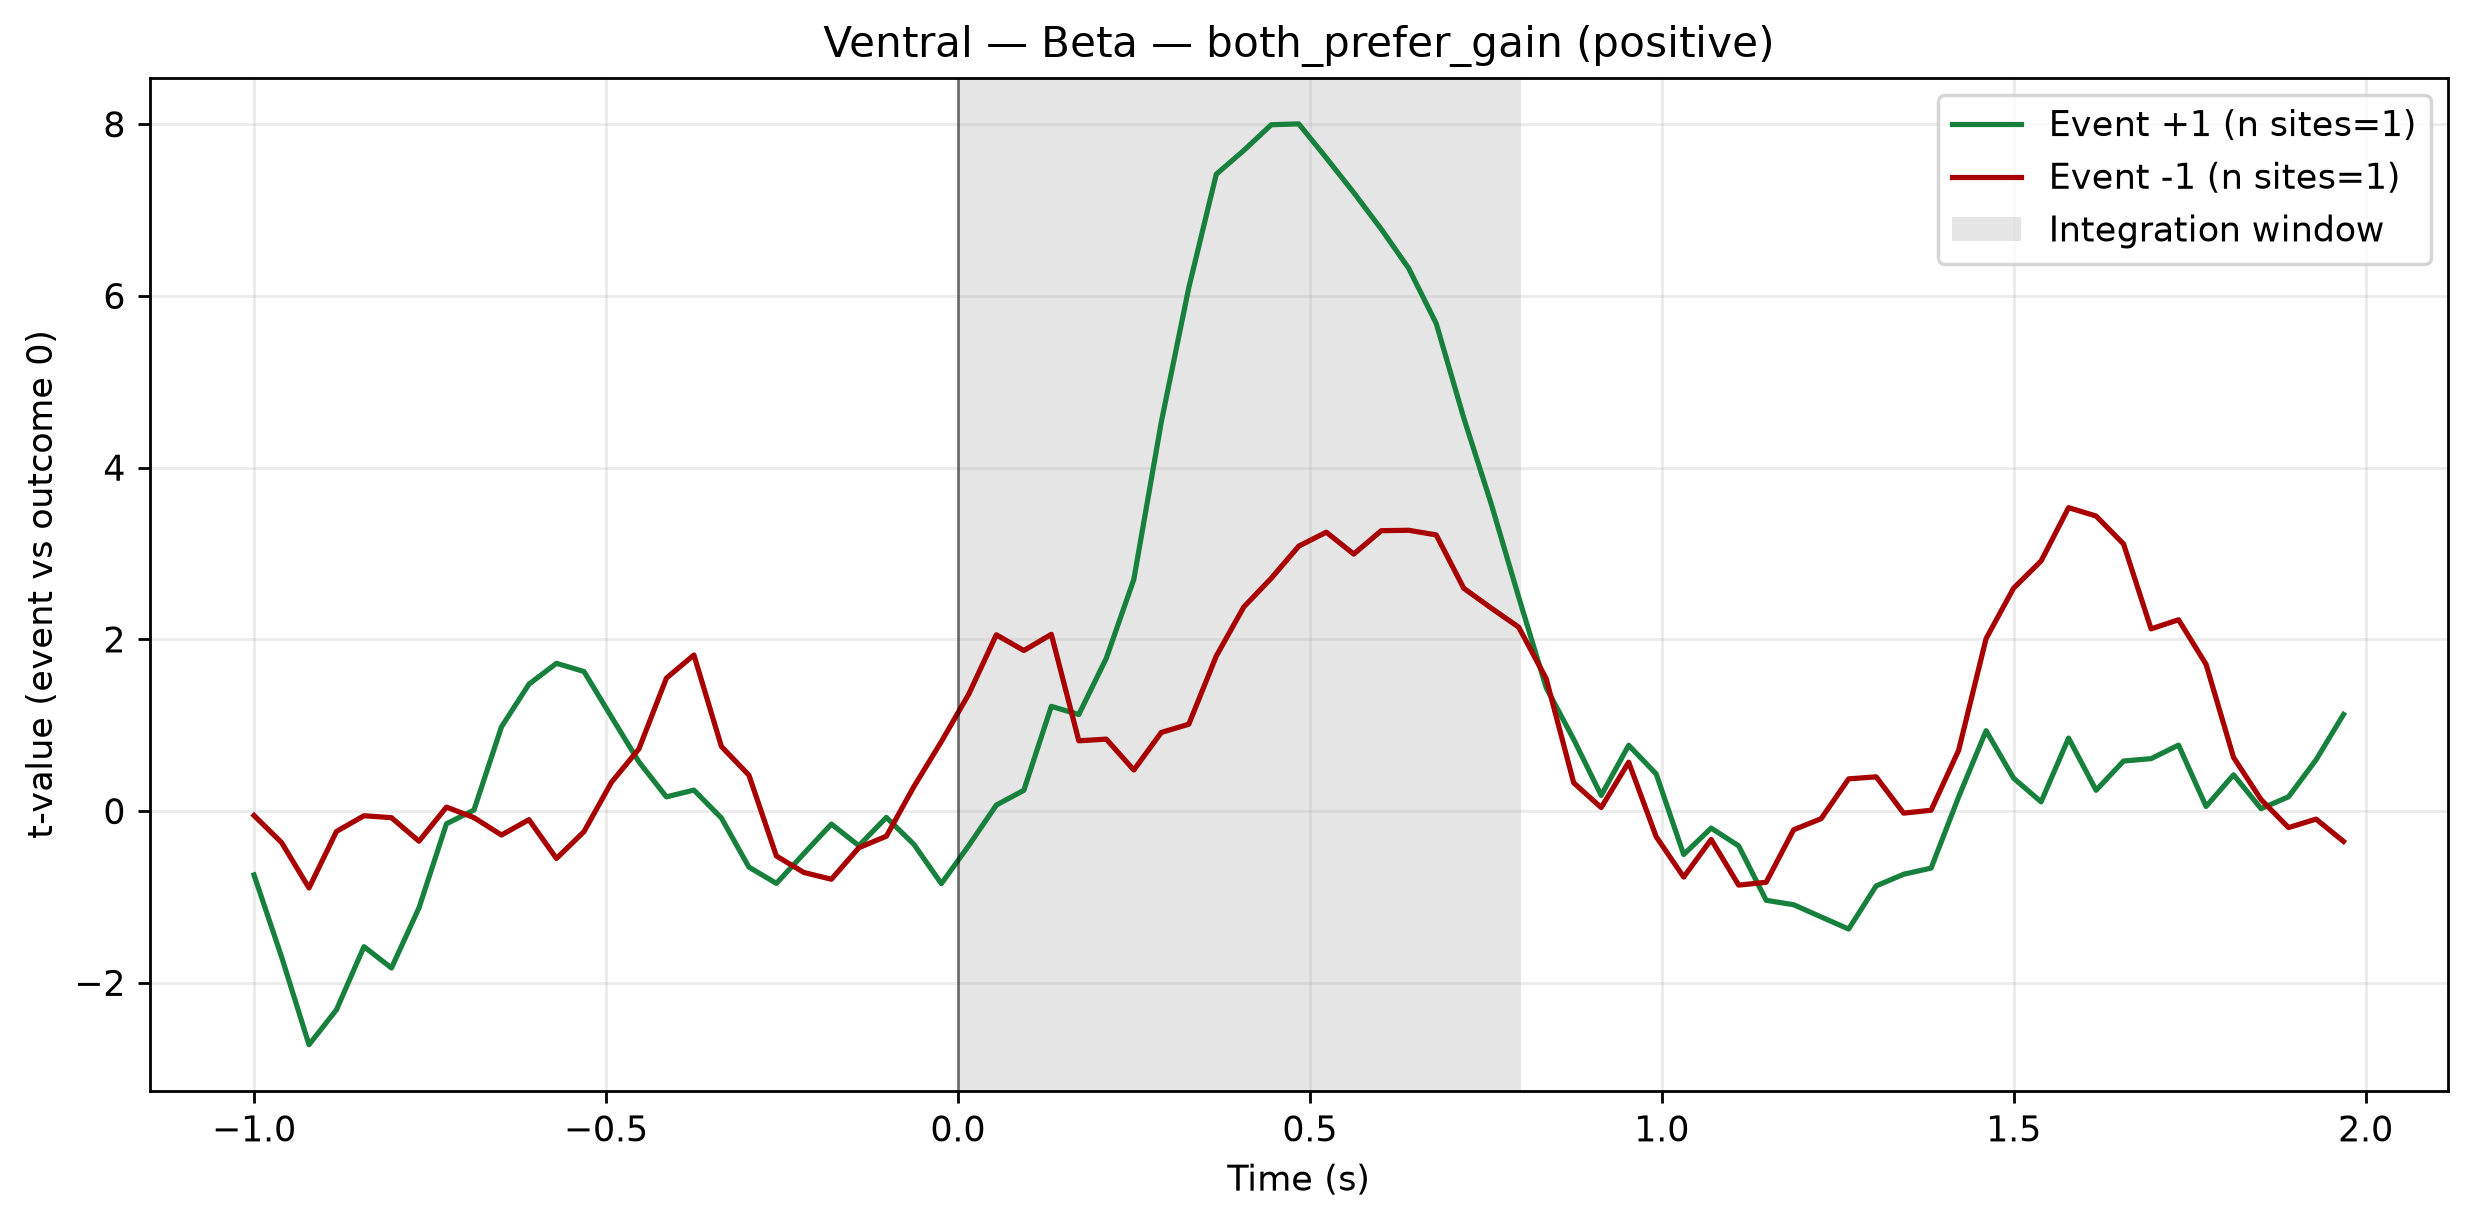 Ventral — Beta — both_prefer_gain (positive)
Event +1 (n sites=1)
Event -1 (n sites=1)
Integration window
t-value (event vs outcome 0)
8
6
4
2
0
−2
−1.0 −0.5 0.0 0.5 1.0 1.5 2.0
Time (s)